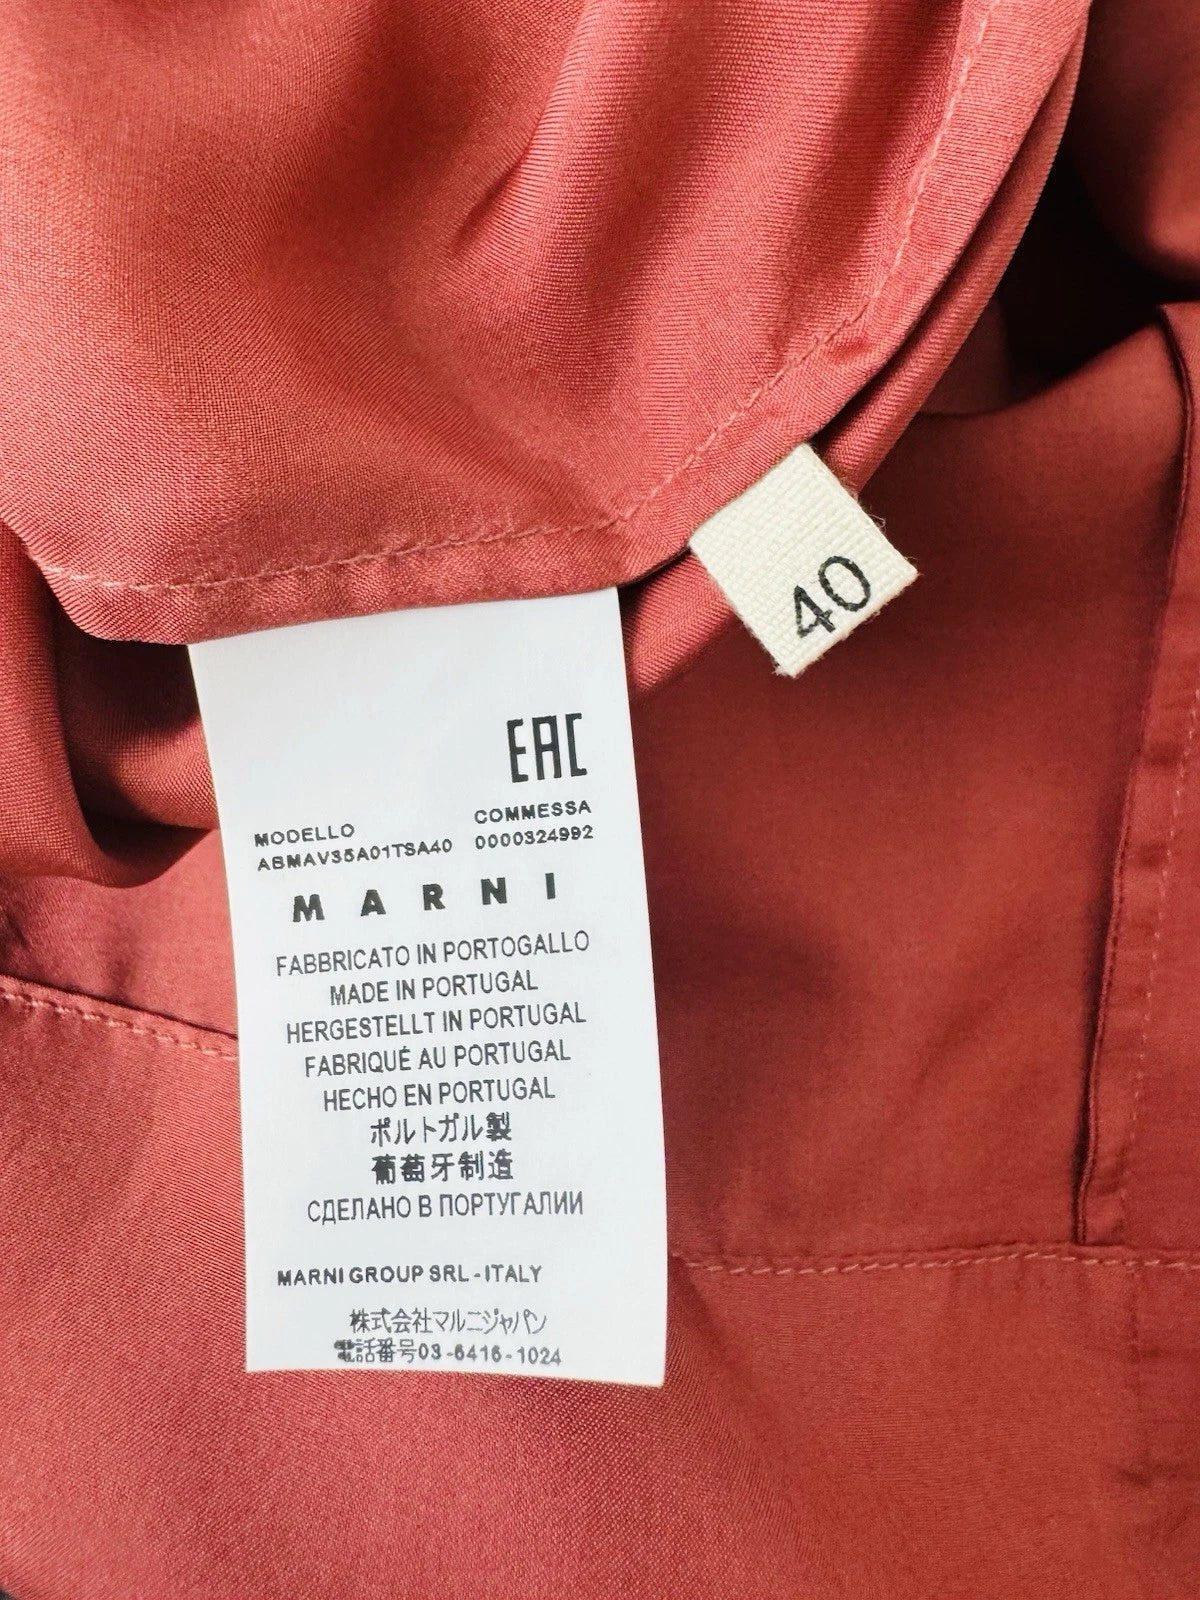 40
EAC
MODELLO COMMESSA
ABMAV35A01TSA40 0000324992
MARNI
FABBRICATO IN PORTOGALLO
MADE IN PORTUGAL
HERGESTELLT IN PORTUGAL
FABRIQUÉ AU PORTUGAL
HECHO EN PORTUGAL
ポルトガル製
葡萄牙制造
СДЕЛАНО В ПОРТУГАЛИИ
MARNI GROUP SRL - ITALY
株式会社マルニジャパン
電話番号03-6416-1024